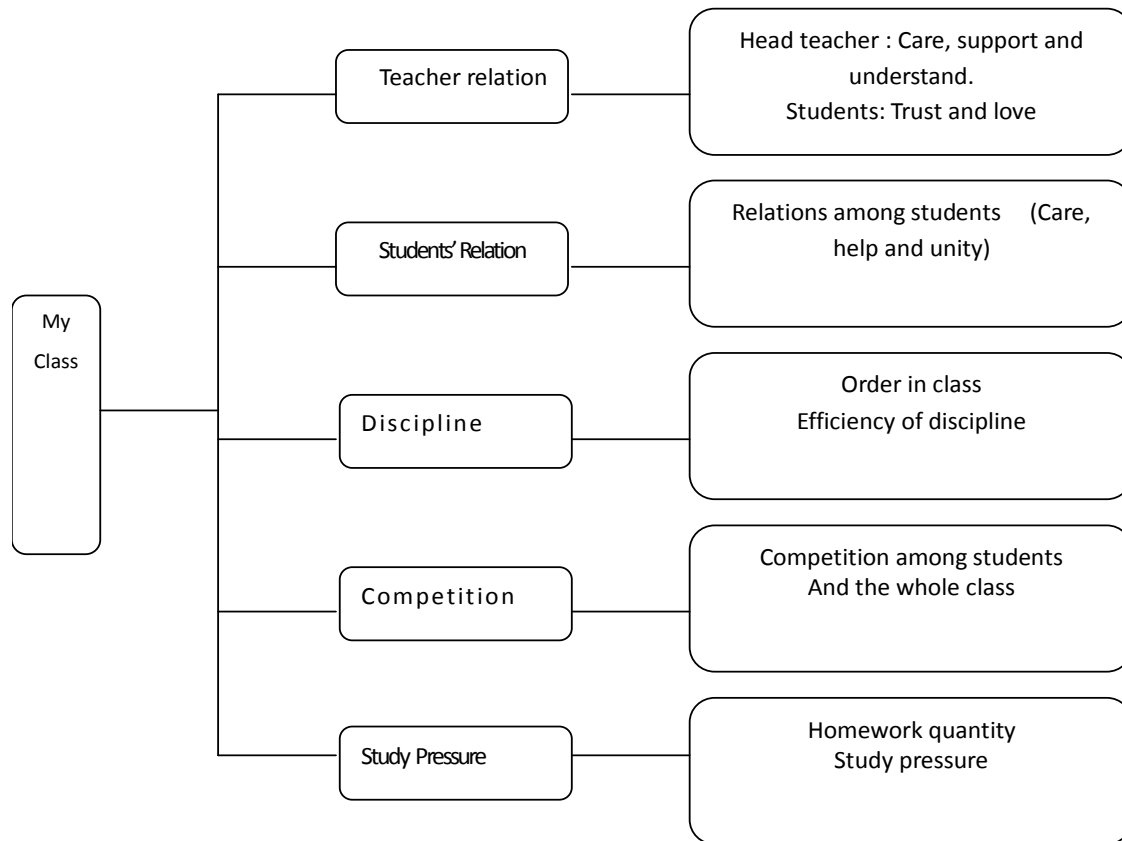 My
Class
Teacher relation
Head teacher : Care, support and
understand.
Students: Trust and love
Students' Relation
Relations among students (Care,
help and unity)
Discipline
Order in class
Efficiency of discipline
Competition
Competition among students
And the whole class
Study Pressure
Homework quantity
Study pressure